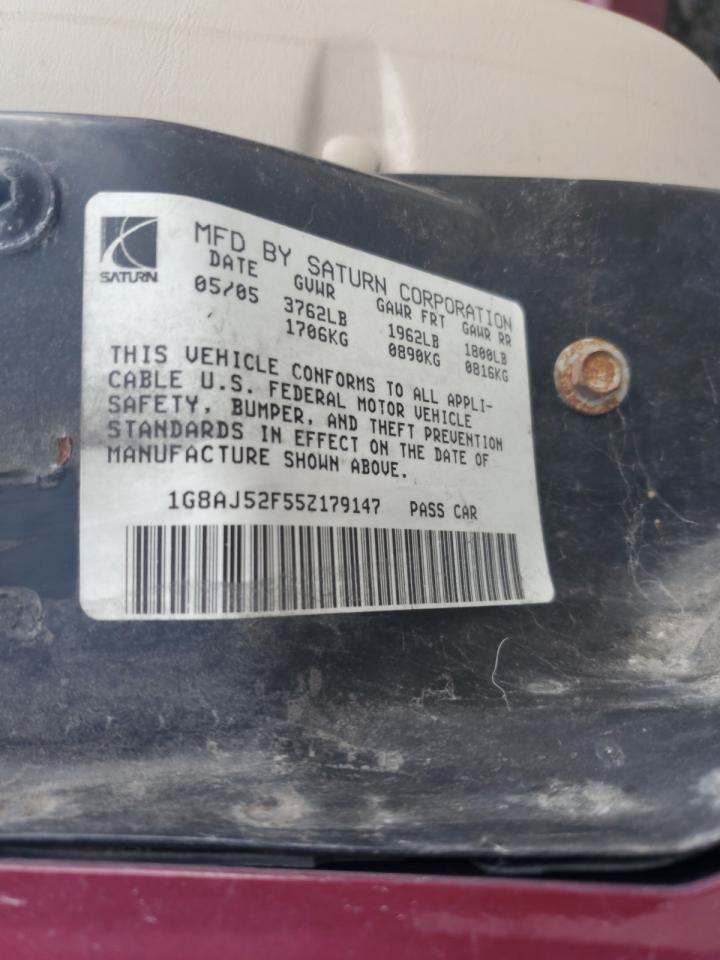 SATURN
MFD BY SATURN CORPORATION
DATE GVWR GAWR FRT GAWR RR
05/05 3762LB 1962LB 1800LB
1706KG 0890KG 0816KG
THIS VEHICLE CONFORMS TO ALL APPLI-
CABLE U.S. FEDERAL MOTOR VEHICLE
SAFETY, BUMPER, AND THEFT PREVENTION
STANDARDS IN EFFECT ON THE DATE OF
MANUFACTURE SHOWN ABOVE.
1G8AJ52F55Z179147 PASS CAR